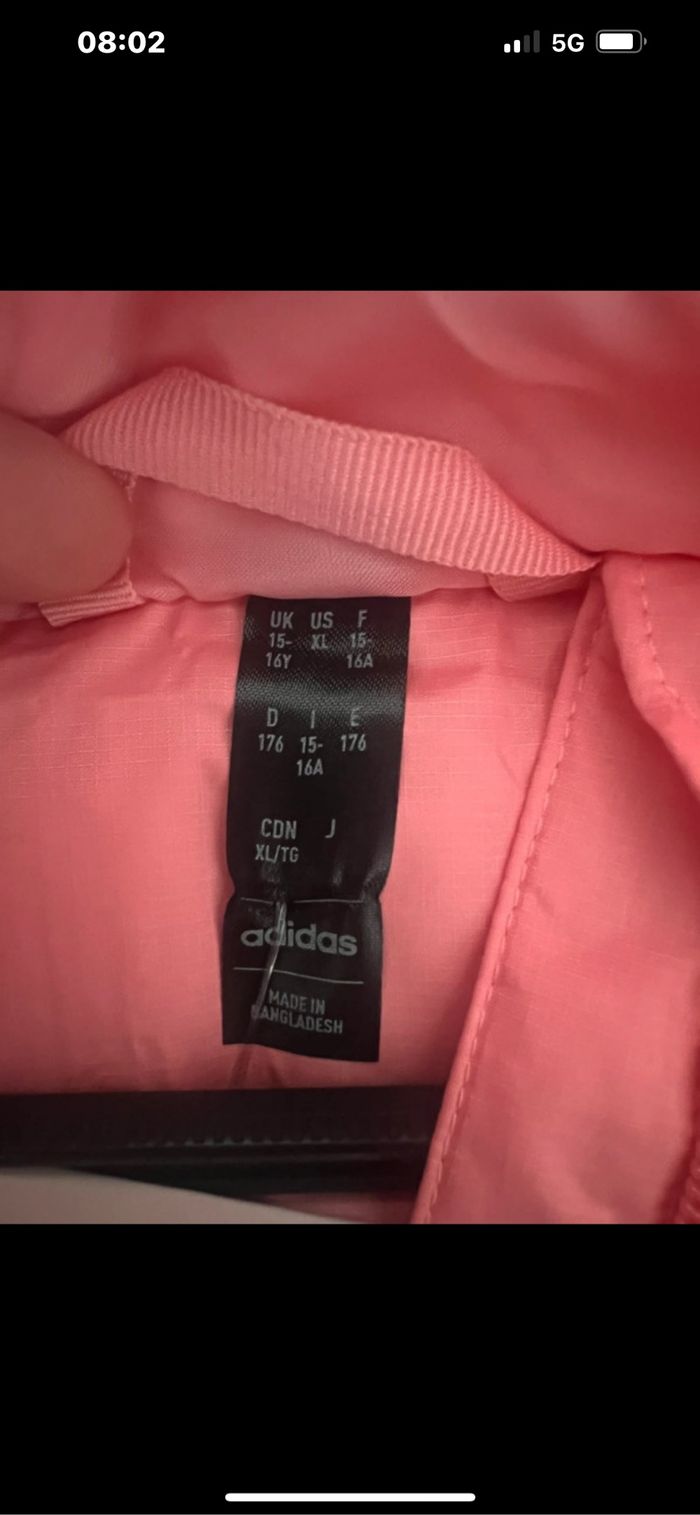 08:02 5G
UK US F
15- XL 15-
16Y 16A
D I E
176 15- 176
16A
CDN J
XL/TG
adidas
MADE IN
BANGLADESH